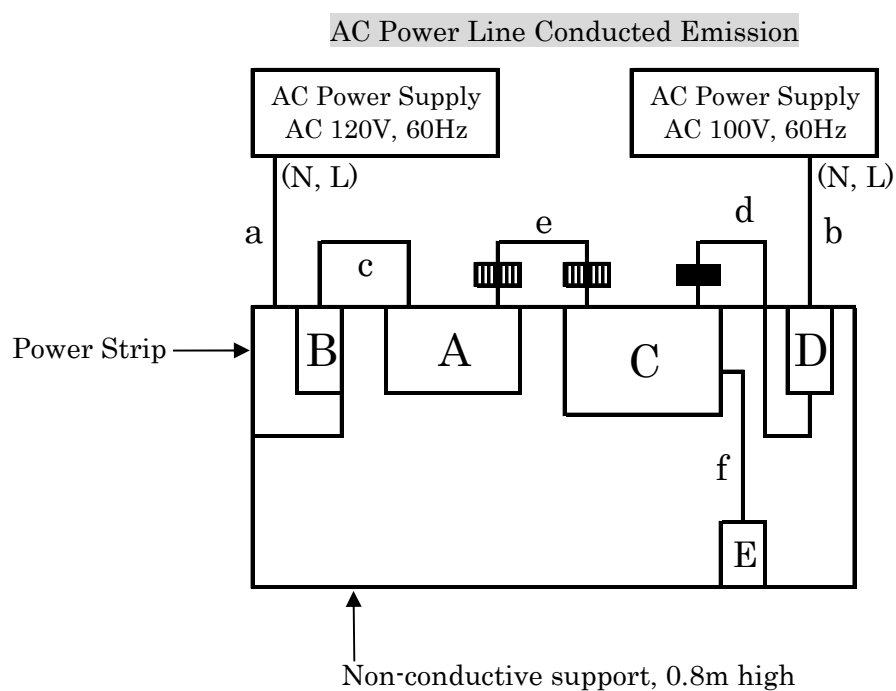 AC Power Line Conducted Emission
AC Power Supply
AC 120V, 60Hz
AC Power Supply
AC 100V, 60Hz
(N, L)
(N, L)
a
c
e
d
b
Power Strip
B
A
C
D
f
E
Non-conductive support, 0.8m high